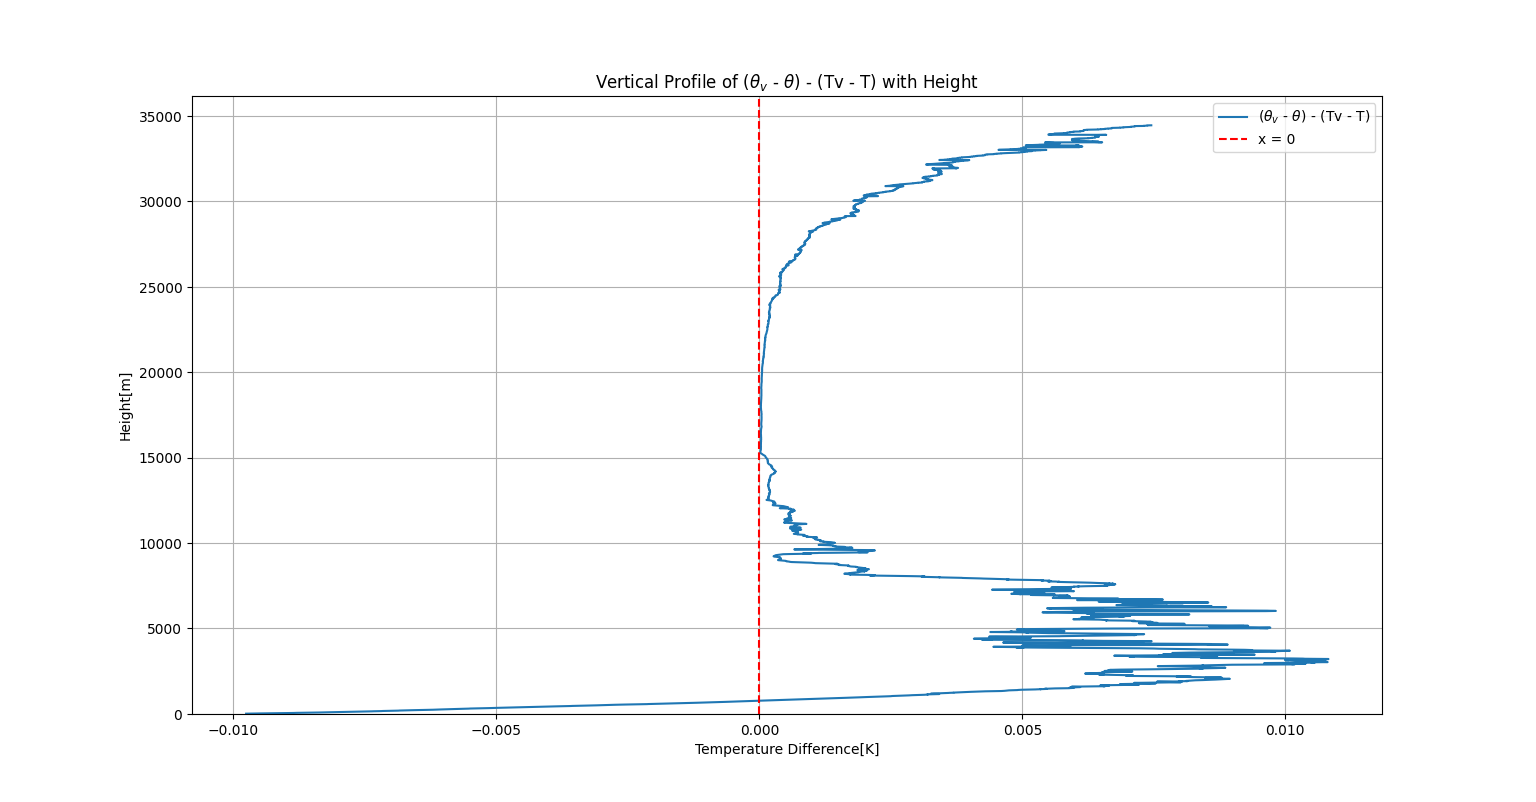 Vertical Profile of (θv - θ) - (Tv - T) with Height
(θv - θ) - (Tv - T)
x = 0
Height[m]
35000
30000
25000
20000
15000
10000
5000
0
−0.010 −0.005 0.000 0.005 0.010
Temperature Difference[K]